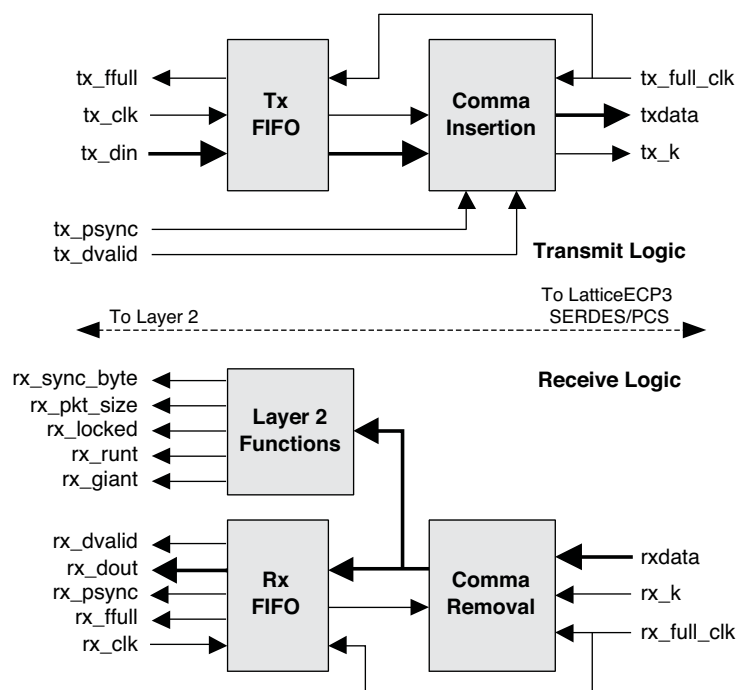 tx_ffull
tx_clk
tx_din
Tx
FIFO
Comma
Insertion
tx_full_clk
txdata
tx_k
tx_psync
tx_dvalid
Transmit Logic
To Layer 2
To LatticeECP3
SERDES/PCS
Receive Logic
rx_sync_byte
rx_pkt_size
rx_locked
rx_runt
rx_giant
Layer 2
Functions
rx_dvalid
rx_dout
rx_psync
rx_ffull
rx_clk
Rx
FIFO
Comma
Removal
rxdata
rx_k
rx_full_clk